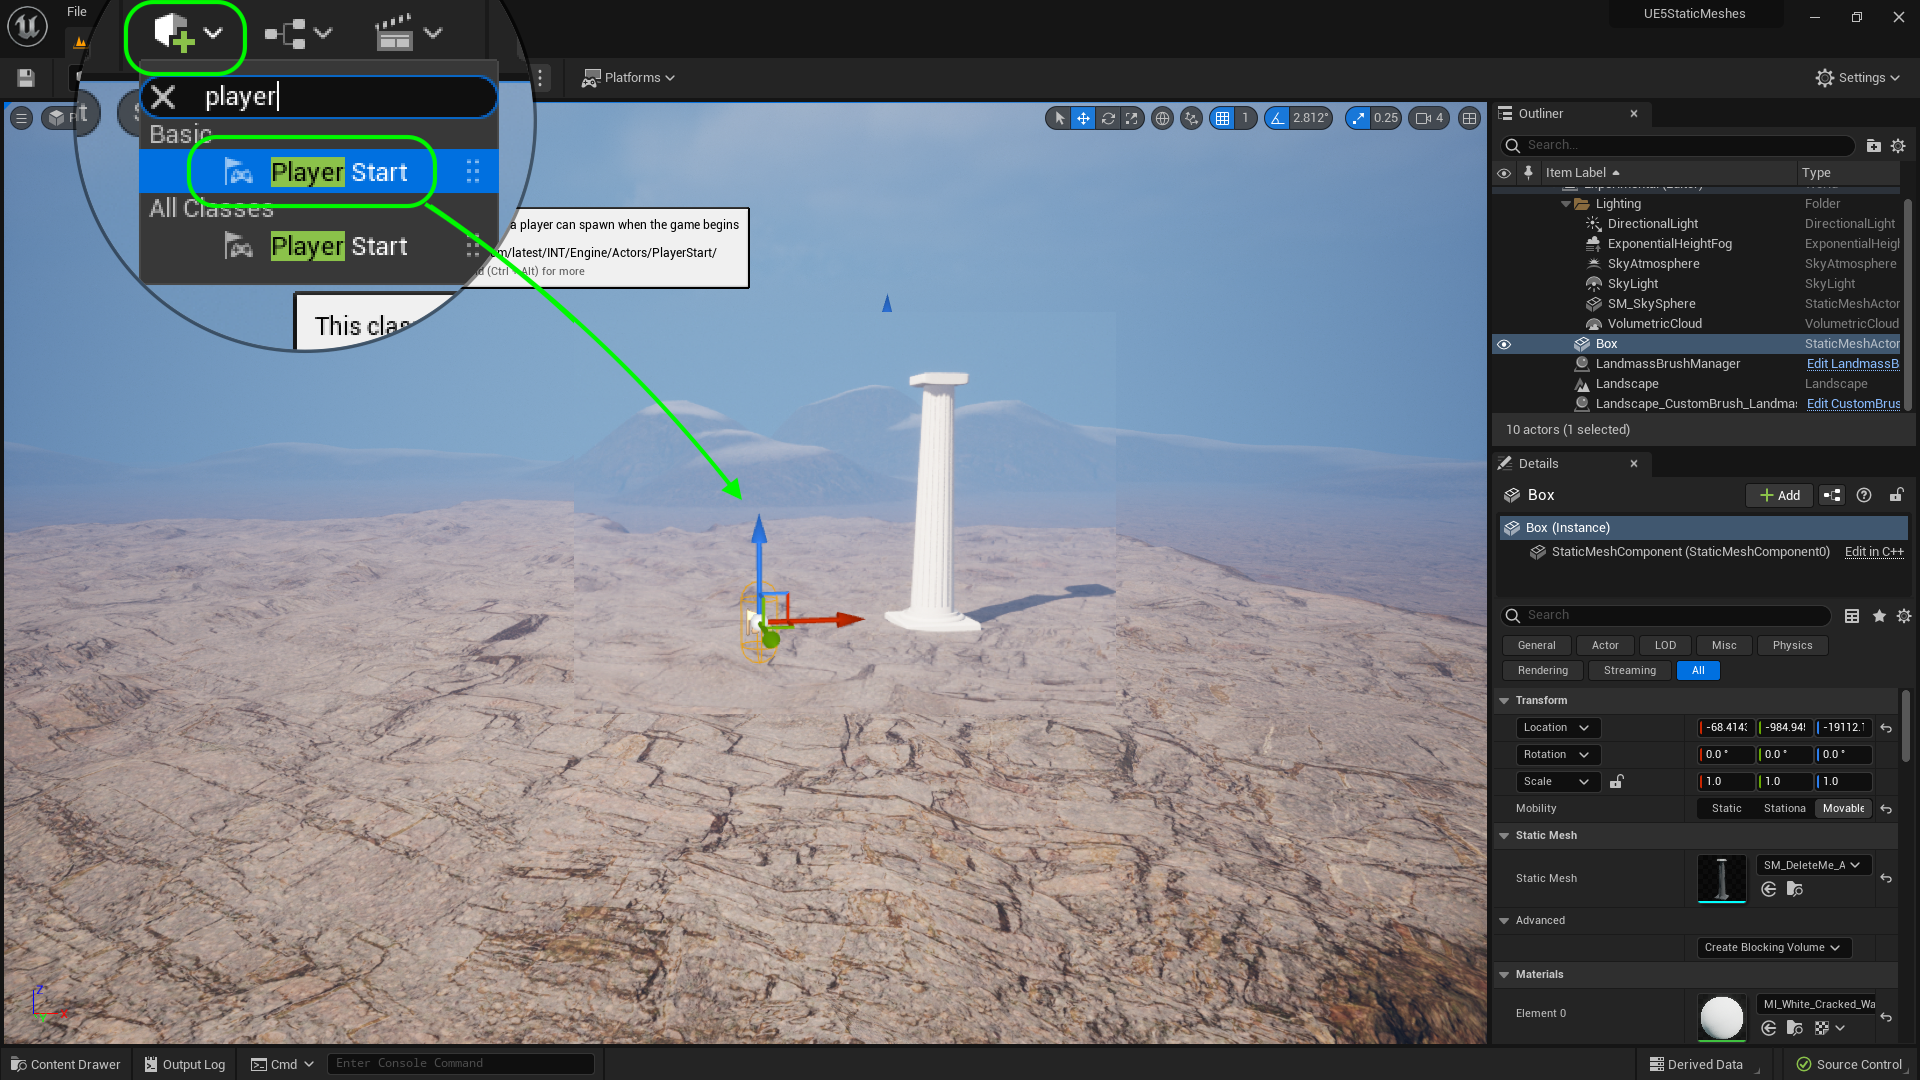 File
UE5StaticMeshes
Platforms
Settings
player
Basic
Player Start
All Classes
Player Start
a player can spawn when the game begins
m/latest/INT/Engine/Actors/PlayerStart/
(Ctrl + Alt) for more
This clas
1
2.812°
0.25
4
Outliner
Search...
Item Label
Type
Lighting
Folder
DirectionalLight
DirectionalLight
ExponentialHeightFog
ExponentialHeigh
SkyAtmosphere
SkyAtmosphere
SkyLight
SkyLight
SM_SkySphere
StaticMeshActor
VolumetricCloud
VolumetricCloud
Box
StaticMeshActor
LandmassBrushManager
Edit LandmassB
Landscape
Landscape
Landscape_CustomBrush_Landmas
Edit CustomBrus
10 actors (1 selected)
Details
Box
Add
Box (Instance)
StaticMeshComponent (StaticMeshComponent0)
Edit in C++
Search
General
Actor
LOD
Misc
Physics
Rendering
Streaming
All
Transform
Location
-68.4143
-984.945
-19112.1
Rotation
0.0 °
0.0 °
0.0 °
Scale
1.0
1.0
1.0
Mobility
Static
Stationa
Movable
Static Mesh
Static Mesh
SM_DeleteMe_A
Advanced
Create Blocking Volume
Materials
Element 0
MI_White_Cracked_Wa
Z
X
Y
Content Drawer
Output Log
Cmd
Enter Console Command
Derived Data
Source Control